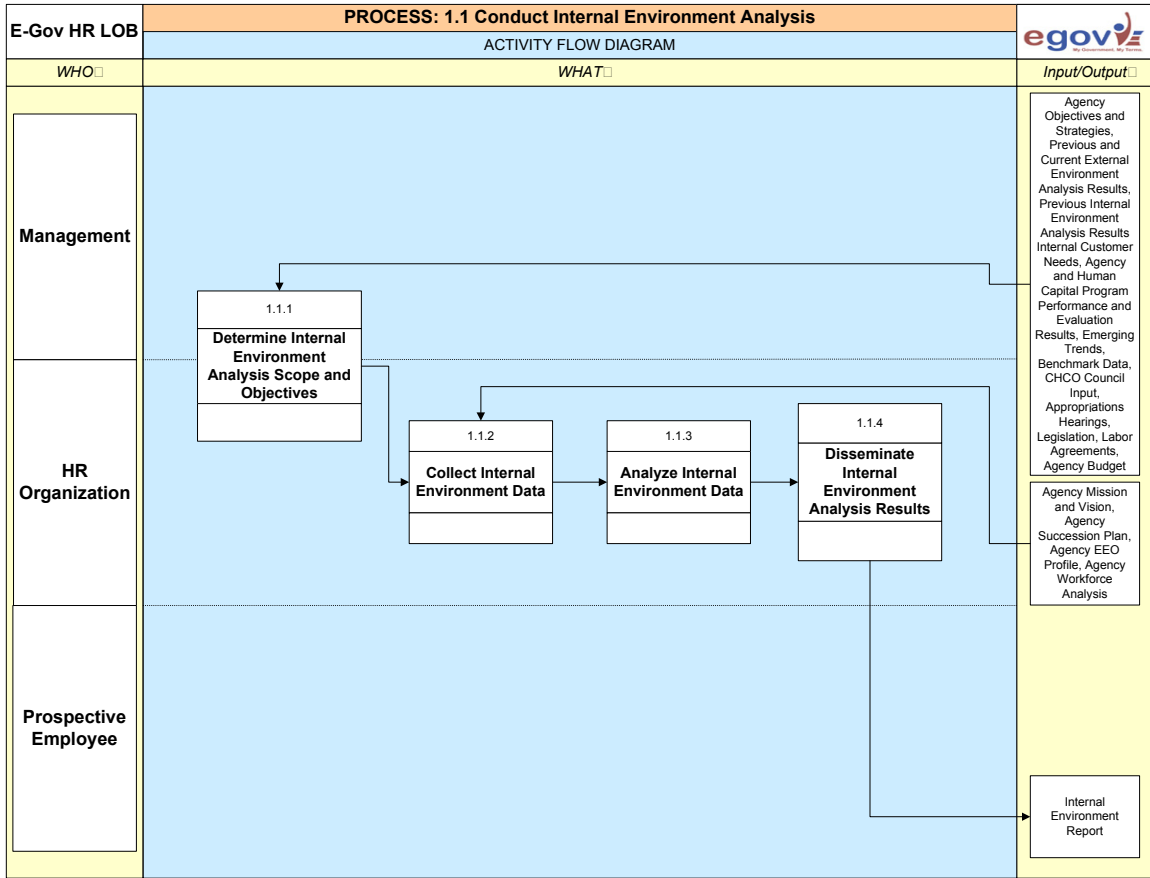 E-Gov HR LOB
PROCESS: 1.1 Conduct Internal Environment Analysis
ACTIVITY FLOW DIAGRAM
egov
My Government. My Terms.
WHO□
WHAT□
Input/Output□
Management
HR
Organization
Prospective
Employee
1.1.1
Determine Internal
Environment
Analysis Scope and
Objectives
1.1.2
Collect Internal
Environment Data
1.1.3
Analyze Internal
Environment Data
1.1.4
Disseminate
Internal
Environment
Analysis Results
Agency
Objectives and
Strategies,
Previous and
Current External
Environment
Analysis Results,
Previous Internal
Environment
Analysis Results
Internal Customer
Needs, Agency
and Human
Capital Program
Performance and
Evaluation
Results, Emerging
Trends,
Benchmark Data,
CHCO Council
Input,
Appropriations
Hearings,
Legislation, Labor
Agreements,
Agency Budget
Agency Mission
and Vision,
Agency
Succession Plan,
Agency EEO
Profile, Agency
Workforce
Analysis
Internal
Environment
Report